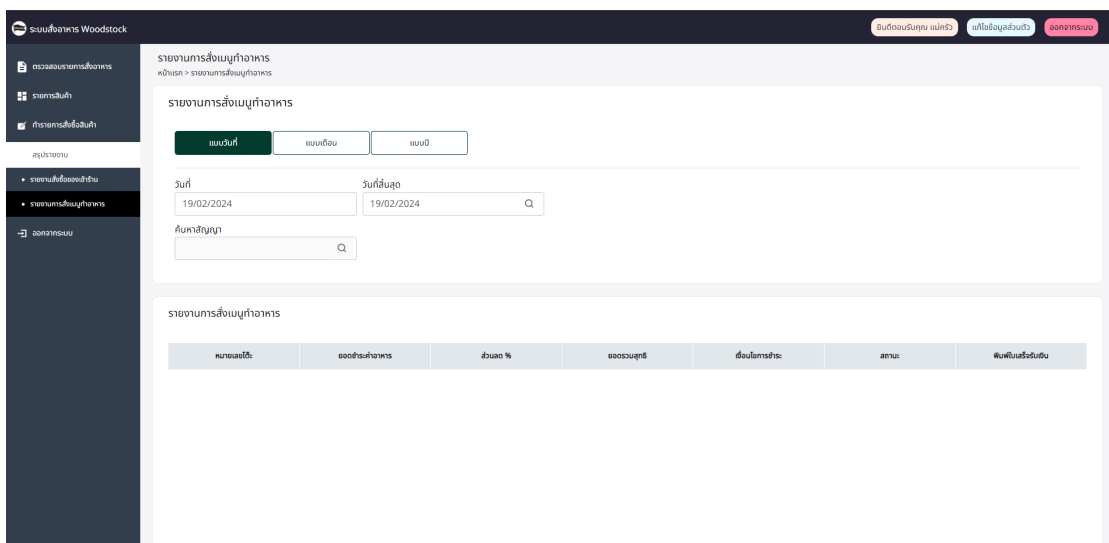 ระบบสั่งอาหาร Woodstock
ยินดีตอนรับคุณ แม่ครัว
แก้ไขข้อมูลส่วนตัว
ออกจากระบบ
ตรวจสอบรายการสั่งอาหาร
รายการสินค้า
ทำรายการสั่งซื้อสินค้า
สรุปรายงาน
รายงานสั่งซื้อของเข้าร้าน
รายงานการสั่งเมนูทำอาหาร
ออกจากระบบ
รายงานการสั่งเมนูทำอาหาร
หน้าแรก > รายงานการสั่งเมนูทำอาหาร
รายงานการสั่งเมนูทำอาหาร
แบบวันที่ แบบเดือน แบบปี
วันที่ วันที่สิ้นสุด
19/02/2024 19/02/2024
ค้นหาสัญญา
รายงานการสั่งเมนูทำอาหาร
หมายเลขโต๊ะ ยอดชำระค่าอาหาร ส่วนลด % ยอดรวมสุทธิ เงื่อนไขการชำระ สถานะ พิมพ์ใบเสร็จรับเงิน